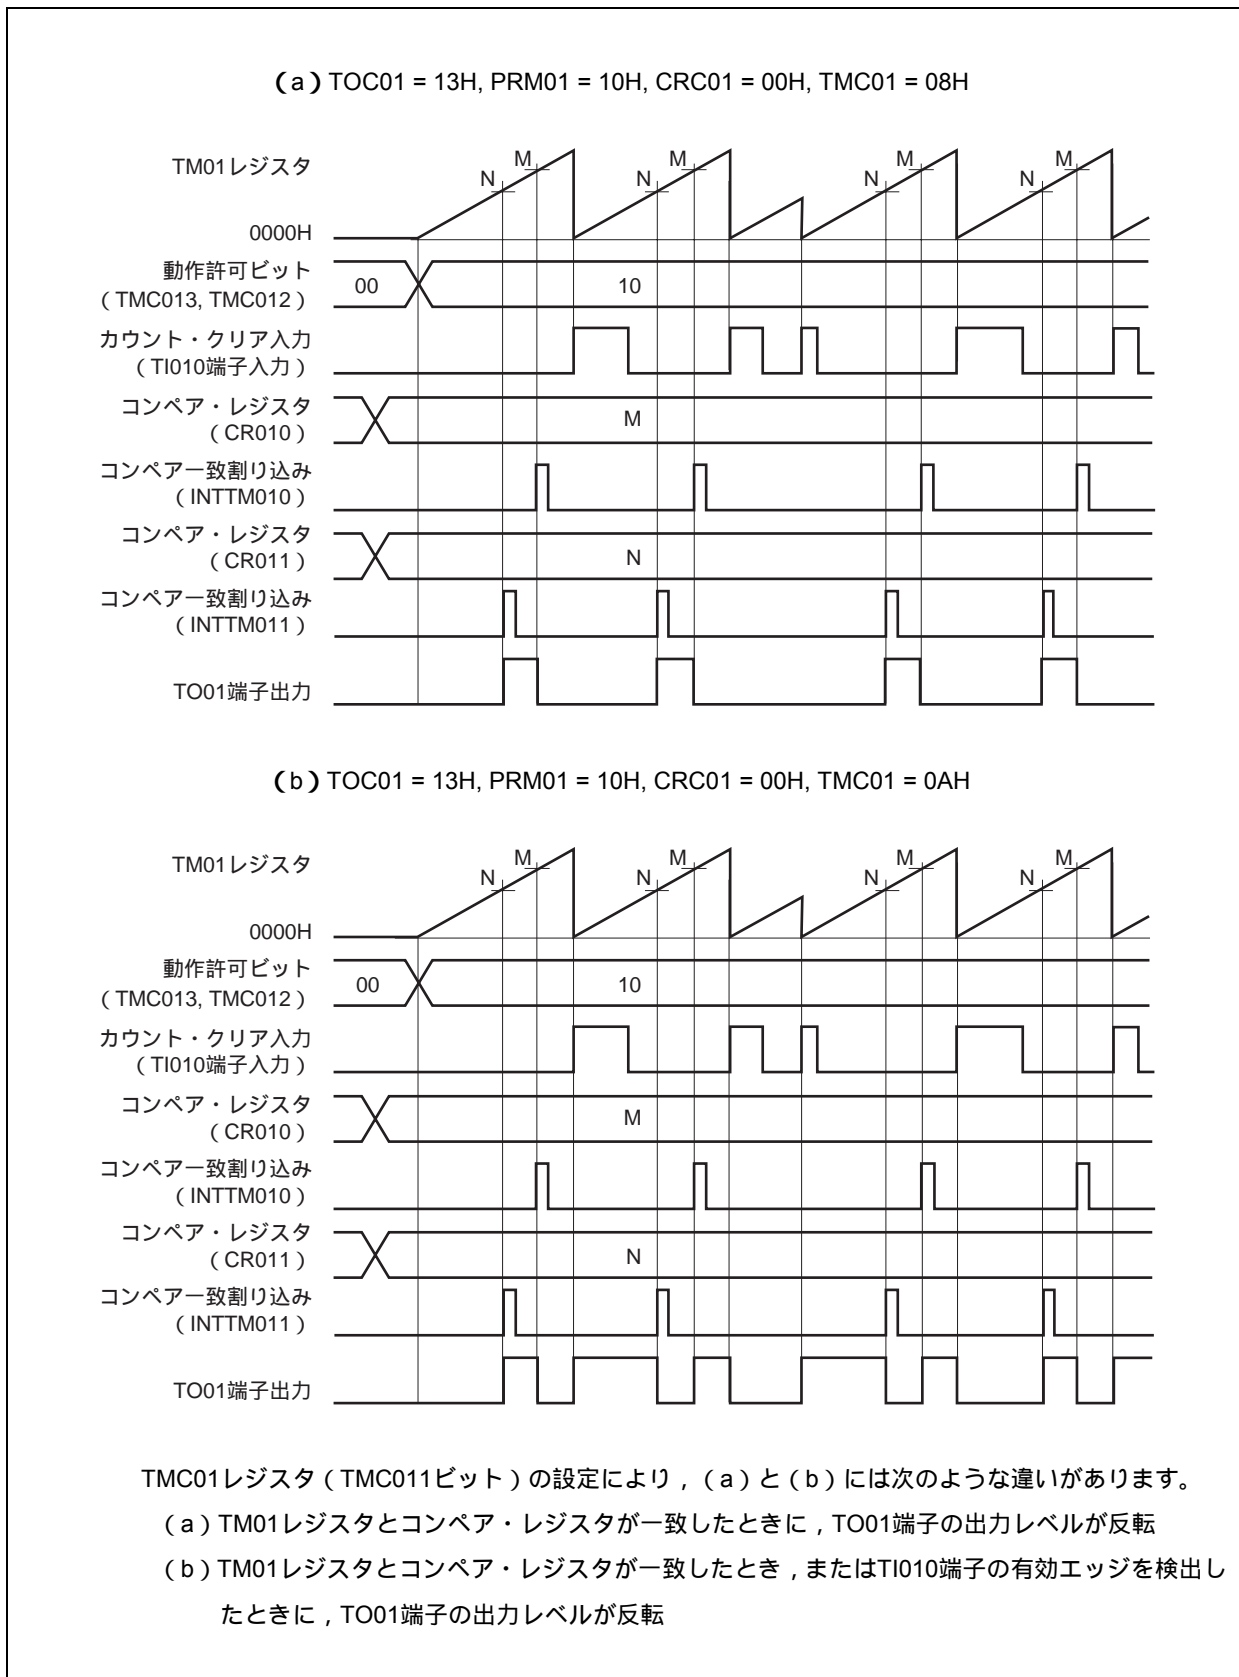 （a）TOC01 = 13H, PRM01 = 10H, CRC01 = 00H, TMC01 = 08H
TM01レジスタ
N M N M N M N M
0000H
動作許可ビット
（TMC013, TMC012）
00 10
カウント・クリア入力
（TI010端子入力）
コンペア・レジスタ
（CR010）
M
コンペア一致割り込み
（INTTM010）
コンペア・レジスタ
（CR011）
N
コンペア一致割り込み
（INTTM011）
TO01端子出力
（b）TOC01 = 13H, PRM01 = 10H, CRC01 = 00H, TMC01 = 0AH
TM01レジスタ
N M N M N M N M
0000H
動作許可ビット
（TMC013, TMC012）
00 10
カウント・クリア入力
（TI010端子入力）
コンペア・レジスタ
（CR010）
M
コンペア一致割り込み
（INTTM010）
コンペア・レジスタ
（CR011）
N
コンペア一致割り込み
（INTTM011）
TO01端子出力
TMC01レジスタ（TMC011ビット）の設定により，（a）と（b）には次のような違いがあります。
（a）TM01レジスタとコンペア・レジスタが一致したときに，TO01端子の出力レベルが反転
（b）TM01レジスタとコンペア・レジスタが一致したとき，またはTI010端子の有効エッジを検出し
たときに，TO01端子の出力レベルが反転